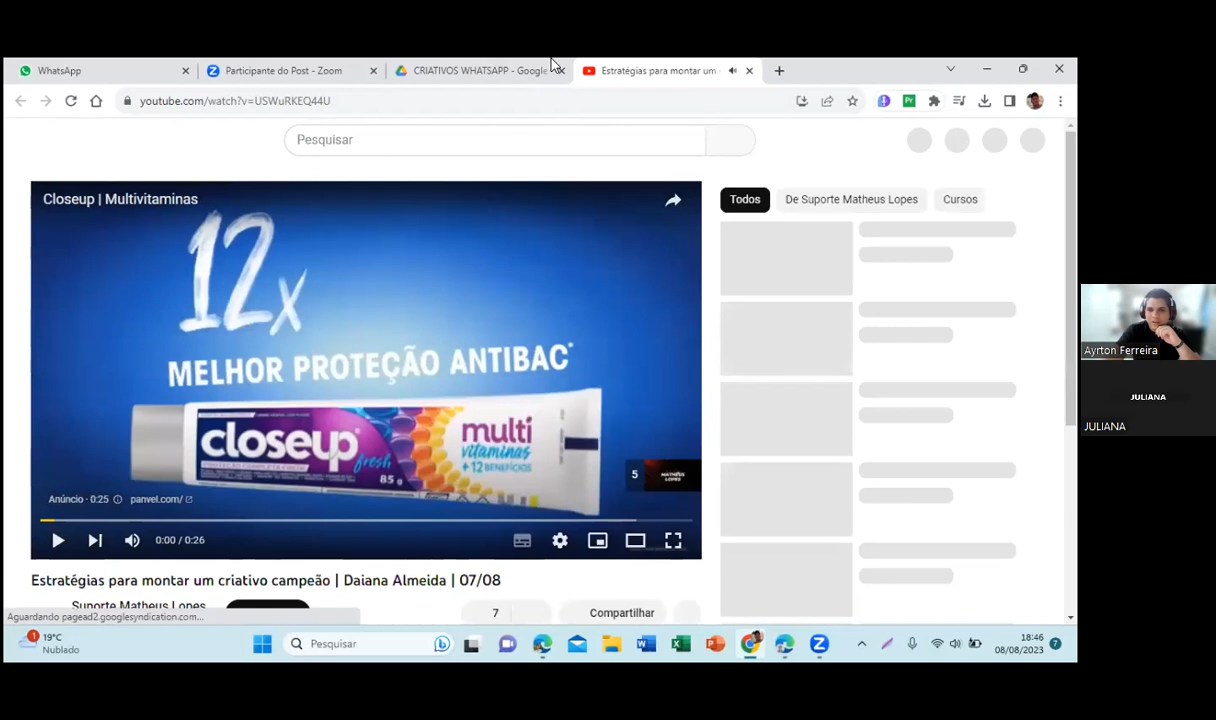 WhatsApp
Participante do Post - Zoom
CRIATIVOS WHATSAPP - Google
Estratégias para montar um
youtube.com/watch?v=USWuRKEQ44U
Pesquisar
Closeup | Multivitaminas
12x
MELHOR PROTEÇÃO ANTIBAC*
closeup
fresh
85g
multi
vitaminas
+12 BENEFÍCIOS
5
MATHEUS
LOPES
Anúncio · 0:25
panvel.com/
0:00 / 0:26
Todos
De Suporte Matheus Lopes
Cursos
Estratégias para montar um criativo campeão | Daiana Almeida | 07/08
Suporte Matheus Lopes
7
Compartilhar
Aguardando pagead2.googlesyndication.com...
Ayrton Ferreira
JULIANA
JULIANA
1
19°C
Nublado
Pesquisar
18:46
08/08/2023
7